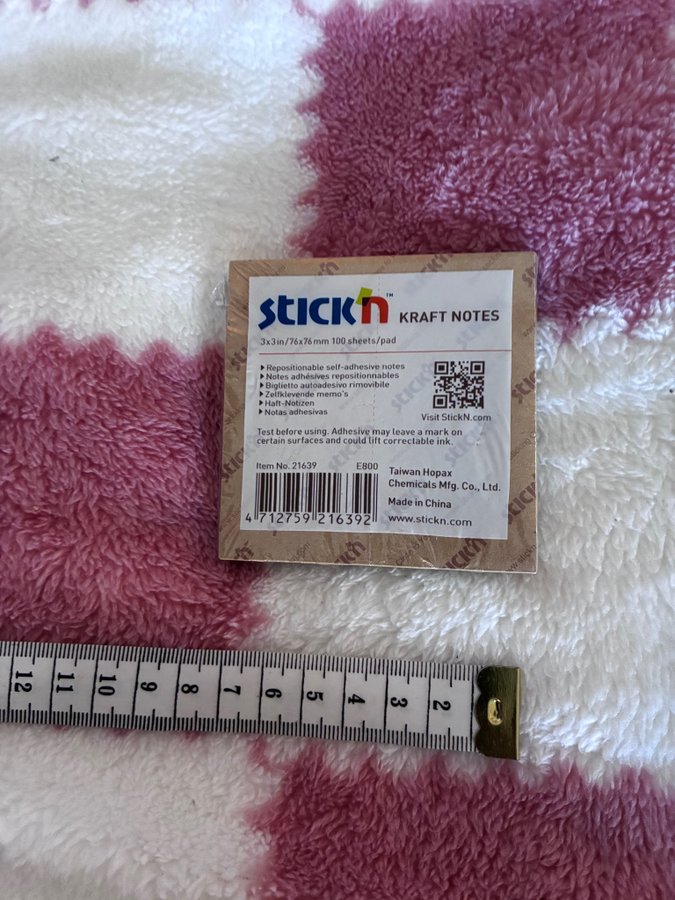 STICK'N™ KRAFT NOTES
3x3in/76x76mm 100 sheets/pad
▸ Repositionable self-adhesive notes
▸ Notes adhésives repositionnables
▸ Biglietto autoadesivo rimovibile
▸ Zelfklevende memo's
▸ Haft-Notizen
▸ Notas adhesivas
Visit StickN.com
Test before using. Adhesive may leave a mark on
certain surfaces and could lift correctable ink.
Item No. 21639 E800
4 712759 216392
Taiwan Hopax
Chemicals Mfg. Co., Ltd.
Made in China
www.stickn.com
12 11 10 9 8 7 6 5 4 3 2